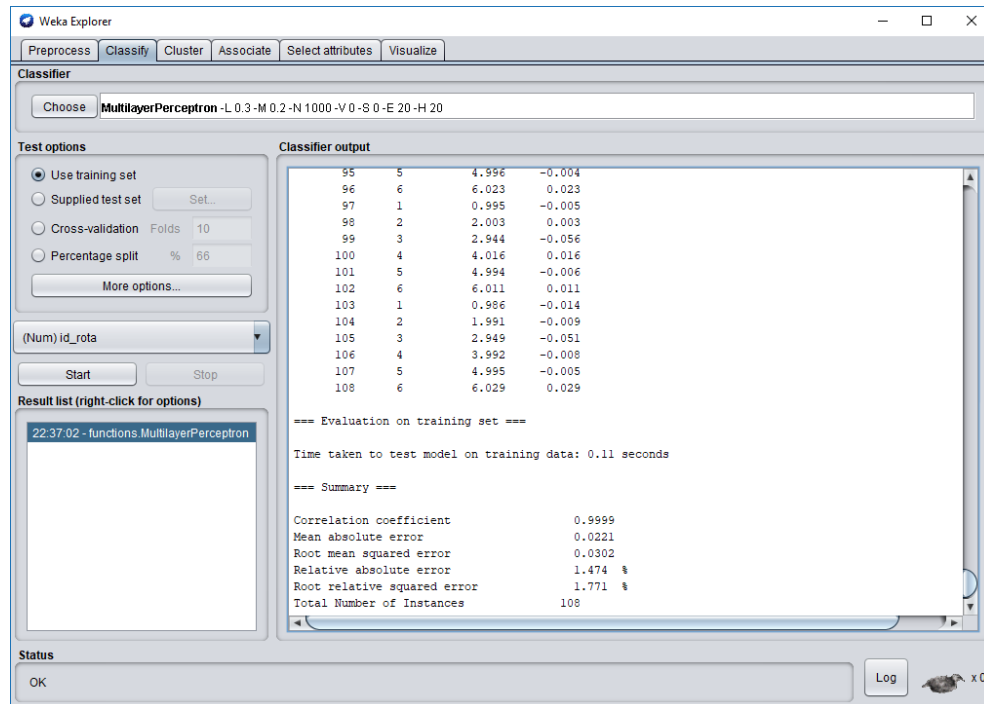 Weka Explorer
Preprocess Classify Cluster Associate Select attributes Visualize
Classifier
Choose MultilayerPerceptron -L 0.3 -M 0.2 -N 1000 -V 0 -S 0 -E 20 -H 20
Test options
Use training set
Supplied test set Set...
Cross-validation Folds 10
Percentage split % 66
More options...
(Num) id_rota
Start Stop
Result list (right-click for options)
22:37:02 - functions.MultilayerPerceptron
Classifier output
95 5 4.996 -0.004
96 6 6.023 0.023
97 1 0.995 -0.005
98 2 2.003 0.003
99 3 2.944 -0.056
100 4 4.016 0.016
101 5 4.994 -0.006
102 6 6.011 0.011
103 1 0.986 -0.014
104 2 1.991 -0.009
105 3 2.949 -0.051
106 4 3.992 -0.008
107 5 4.995 -0.005
108 6 6.029 0.029
=== Evaluation on training set ===
Time taken to test model on training data: 0.11 seconds
=== Summary ===
Correlation coefficient 0.9999
Mean absolute error 0.0221
Root mean squared error 0.0302
Relative absolute error 1.474 %
Root relative squared error 1.771 %
Total Number of Instances 108
Status
OK
Log x 0